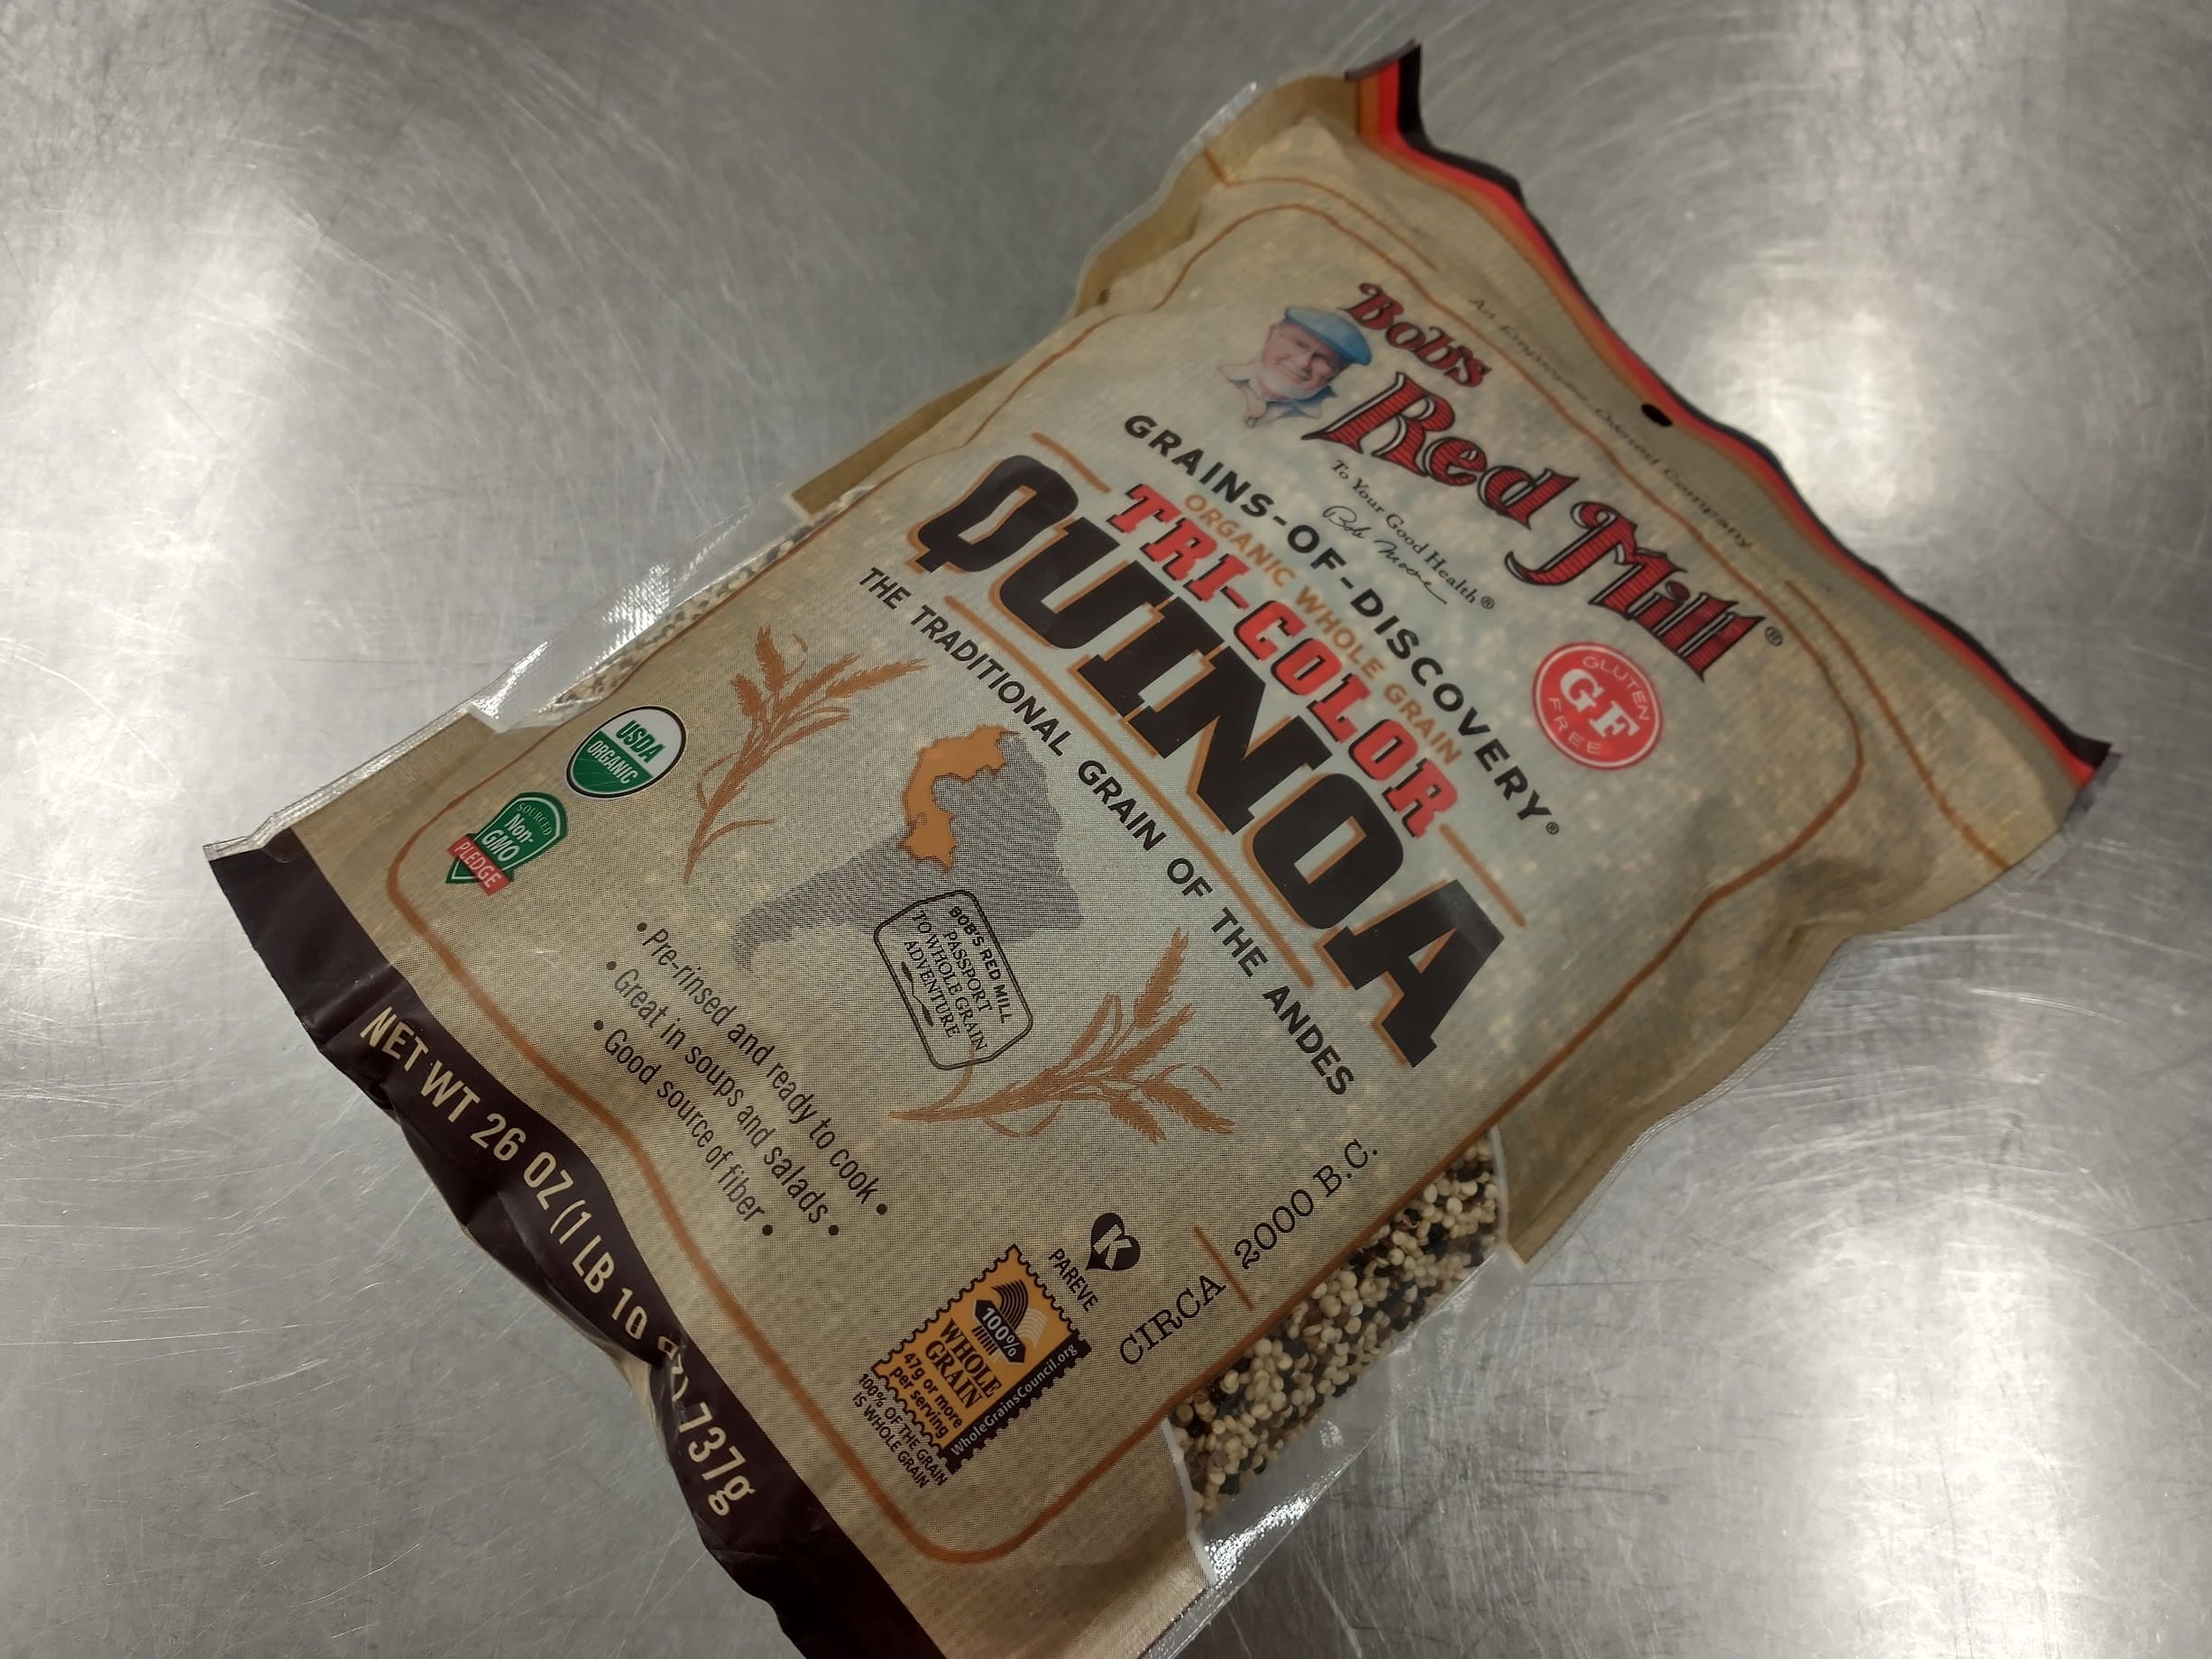 An Employee-Owned Company
Bob's
Red Mill®
To Your Good Health®
Bob Moore
GLUTEN
GF
FREE
GRAINS-OF-DISCOVERY®
ORGANIC WHOLE GRAIN
TRI-COLOR
QUINOA
THE TRADITIONAL GRAIN OF THE ANDES
USDA
ORGANIC
SOURCED
Non-
GMO
PLEDGE
BOB'S RED MILL
PASSPORT
TO WHOLE GRAIN
ADVENTURE
CIRCA | 2000 B.C.
• Pre-rinsed and ready to cook •
• Great in soups and salads •
• Good source of fiber •
K
PAREVE
100%
WHOLE
GRAIN
47g or more
per serving
WholeGrainsCouncil.org
100% OF THE GRAIN
IS WHOLE GRAIN
NET WT 26 OZ (1 LB 10 OZ) 737g